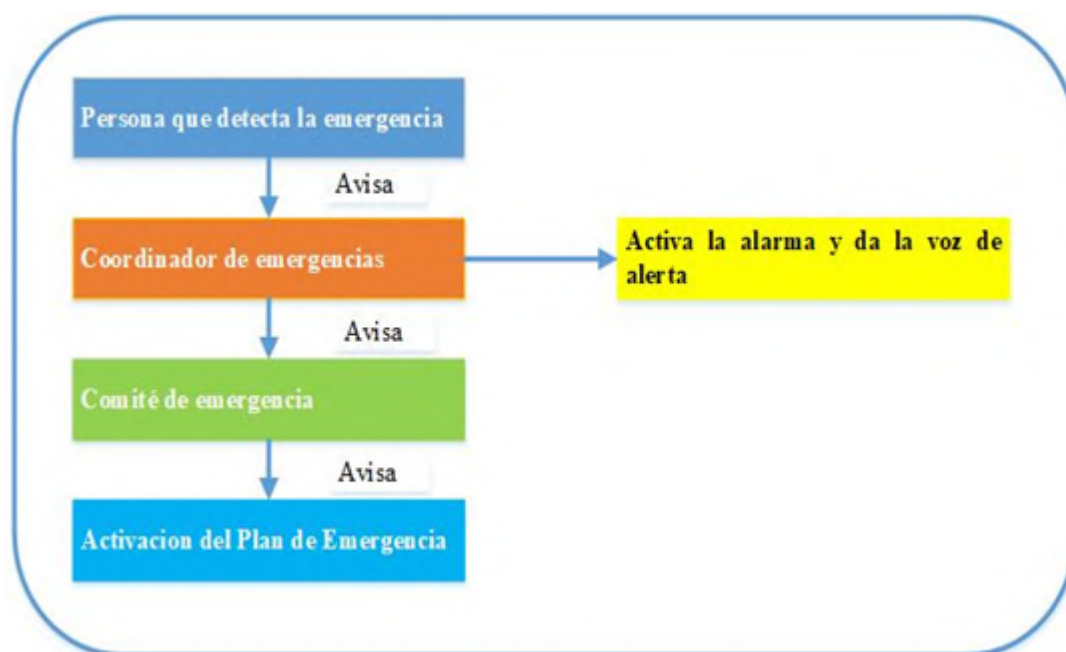 Persona que detecta la emergencia
Avisa
Coordinador de emergencias
Activa la alarma y da la voz de
alerta
Avisa
Comité de emergencia
Avisa
Activacion del Plan de Emergencia